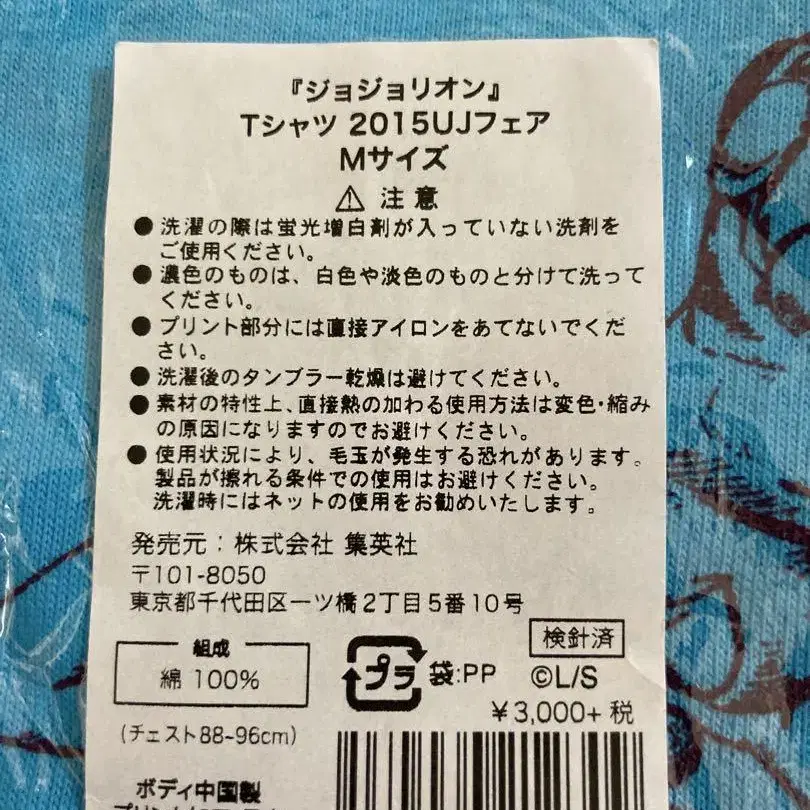 『ジョジョリオン』
Tシャツ 2015UJフェア
Mサイズ
⚠ 注意
●洗濯の際は蛍光増白剤が入っていない洗剤を
ご使用ください。
●濃色のものは、白色や淡色のものと分けて洗って
ください。
●プリント部分には直接アイロンをあてないでくだ
さい。
●洗濯後のタンブラー乾燥は避けてください。
●素材の特性上、直接熱の加わる使用方法は変色・縮み
の原因になりますのでお避けください。
●使用状況により、毛玉が発生する恐れがあります。
製品が擦れる条件での使用はお避けください。
洗濯時にはネットの使用をお勧めいたします。
発売元：株式会社 集英社
〒101-8050
東京都千代田区一ツ橋2丁目5番10号
検針済
組成
綿 100%
プラ 袋:PP ©L/S
¥3,000+税
(チェスト88~96cm)
ボディ中国製